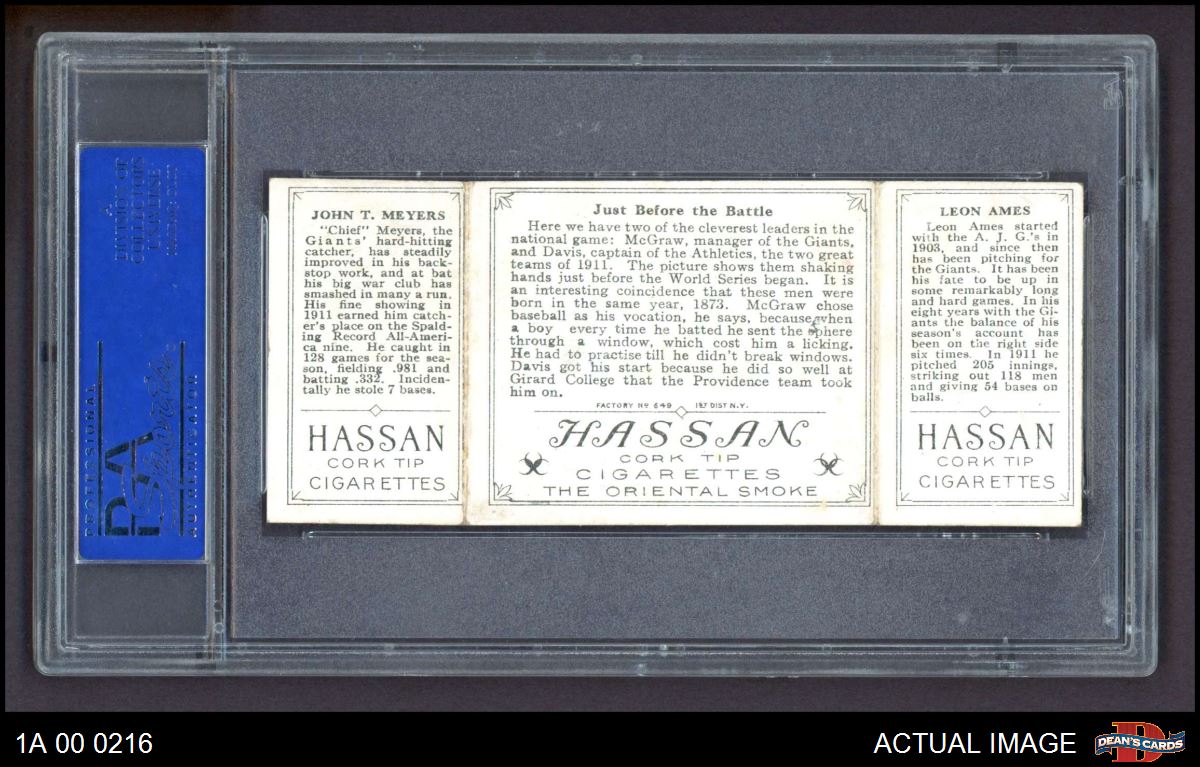 JOHN T. MEYERS
"Chief" Meyers, the
Giants' hard-hitting
catcher, has steadily
improved in his back-
stop work, and at bat
his big war club has
smashed in many a run.
His fine showing in
1911 earned him catch-
er's place on the Spald-
ing Record All-Ameri-
ca nine. He caught in
128 games for the sea-
son, fielding .981 and
batting .332. Inciden-
tally he stole 7 bases.
HASSAN
CORK TIP
CIGARETTES
Just Before the Battle
Here we have two of the cleverest leaders in the
national game: McGraw, manager of the Giants,
and Davis, captain of the Athletics, the two great
teams of 1911. The picture shows them shaking
hands just before the World Series began. It is
an interesting coincidence that these men were
born in the same year, 1873. McGraw chose
baseball as his vocation, he says, because when
a boy every time he batted he sent the sphere
through a window, which cost him a licking.
He had to practise till he didn't break windows.
Davis got his start because he did so well at
Girard College that the Providence team took
him on.
FACTORY Nº 649 1ST DIST N.Y.
HASSAN
CORK TIP
CIGARETTES
THE ORIENTAL SMOKE
LEON AMES
Leon Ames started
with the A. J. G.'s in
1903, and since then
has been pitching for
the Giants. It has been
his fate to be up in
some remarkably long
and hard games. In his
eight years with the Gi-
ants the balance of his
season's account has
been on the right side
six times. In 1911 he
pitched 205 innings,
striking out 118 men
and giving 54 bases on
balls.
HASSAN
CORK TIP
CIGARETTES
A DIVISION OF
COLLECTORS
UNIVERSE
PROFESSIONAL
PSA
AUTHENTICATION
1A 00 0216
ACTUAL IMAGE
DEAN'S CARDS